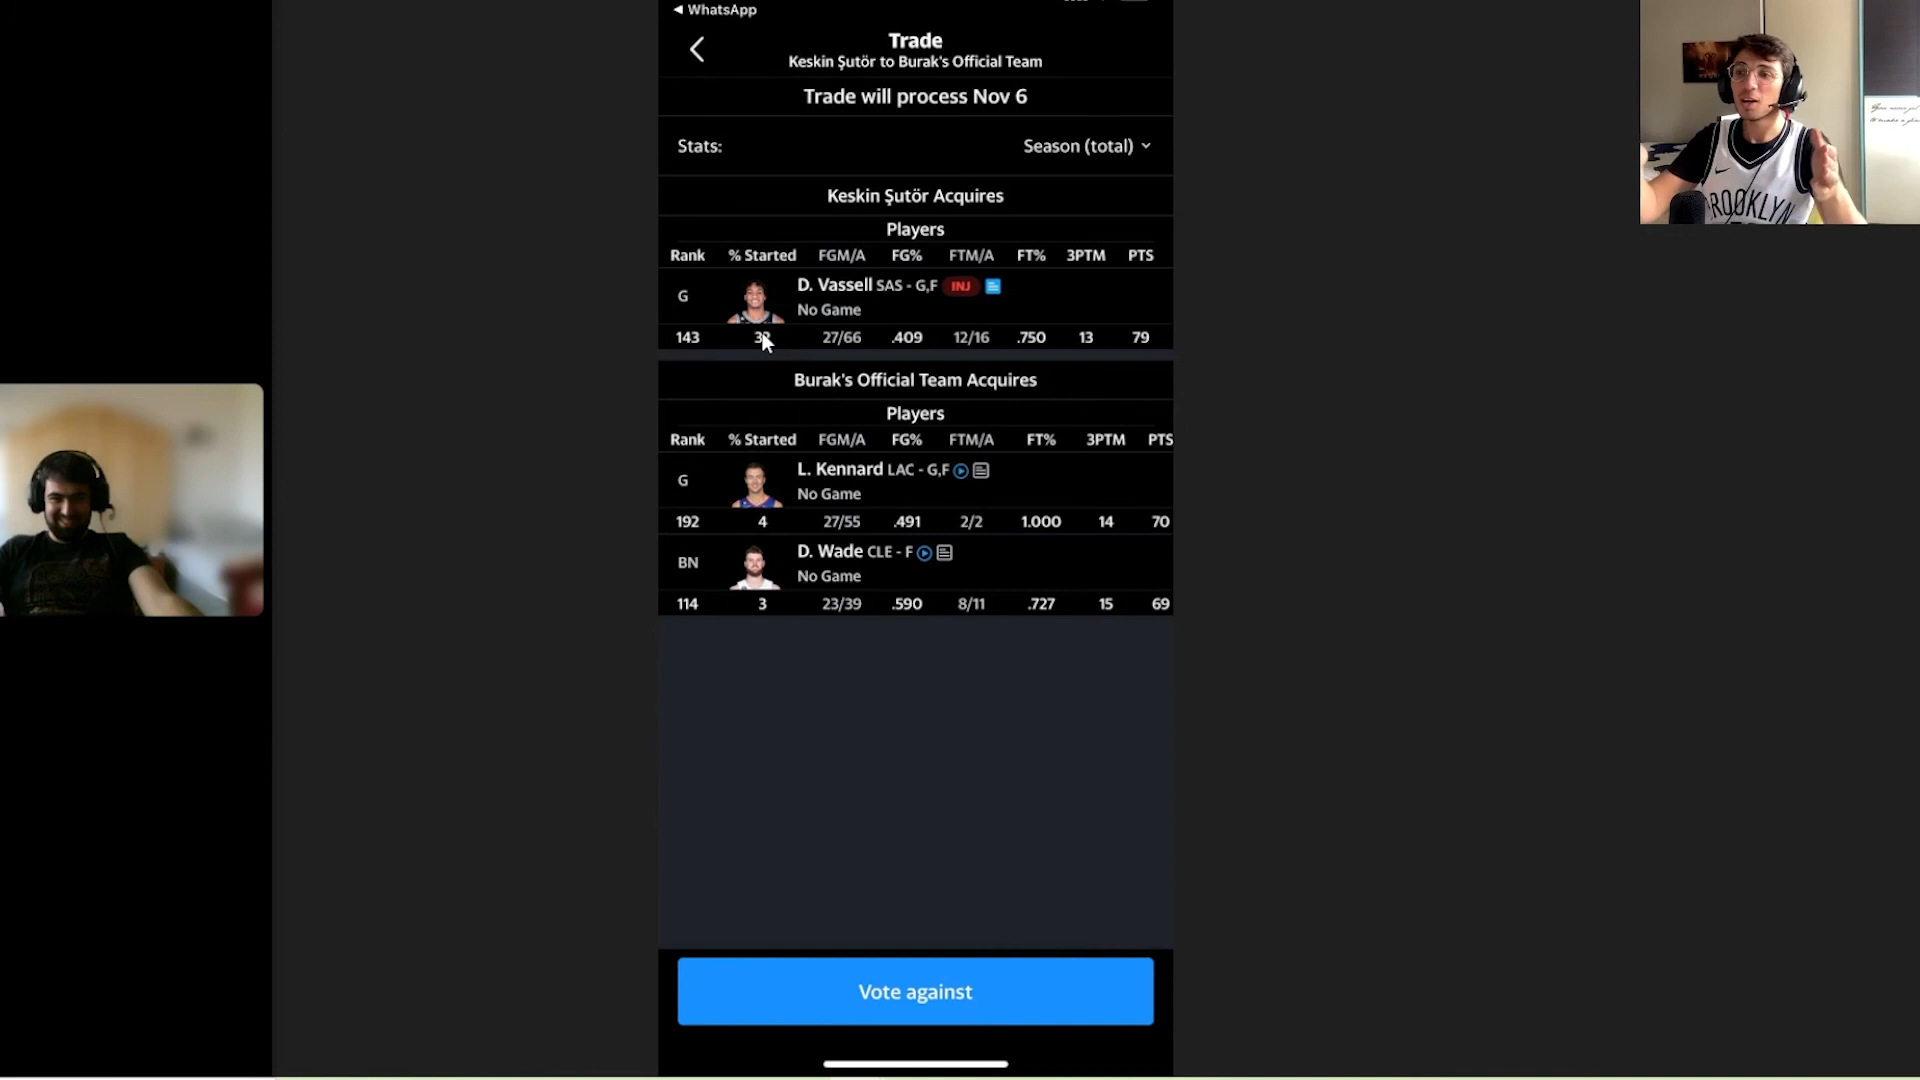 ◀ WhatsApp
Trade
Keskin Şutör to Burak's Official Team
Trade will process Nov 6
Stats: Season (total)
Keskin Şutör Acquires
Players
Rank % Started FGM/A FG% FTM/A FT% 3PTM PTS
G D. Vassell SAS - G,F INJ
No Game
143 27/66 .409 12/16 .750 13 79
Burak's Official Team Acquires
Players
Rank % Started FGM/A FG% FTM/A FT% 3PTM PTS
G L. Kennard LAC - G,F
No Game
192 4 27/55 .491 2/2 1.000 14 70
BN D. Wade CLE - F
No Game
114 3 23/39 .590 8/11 .727 15 69
Vote against
BROOKLYN